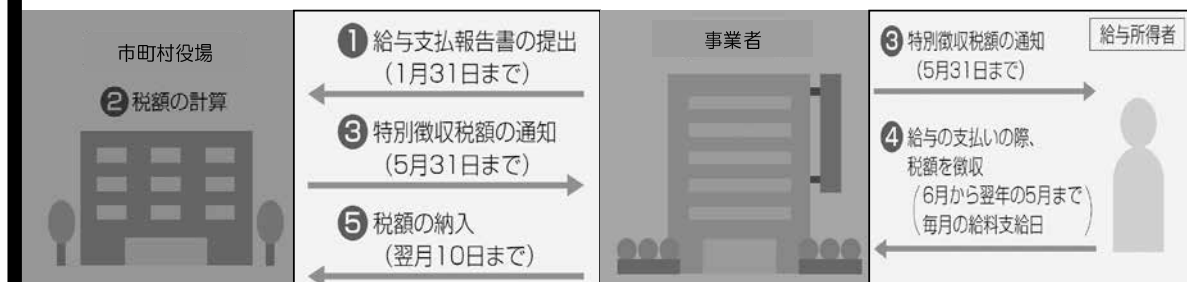 市町村役場
❷税額の計算
❶給与支払報告書の提出
(1月31日まで)
❸特別徴収税額の通知
(5月31日まで)
❺税額の納入
(翌月10日まで)
事業者
❸特別徴収税額の通知
(5月31日まで)
給与所得者
❹給与の支払いの際、
税額を徴収
(6月から翌年の5月まで
毎月の給料支給日)